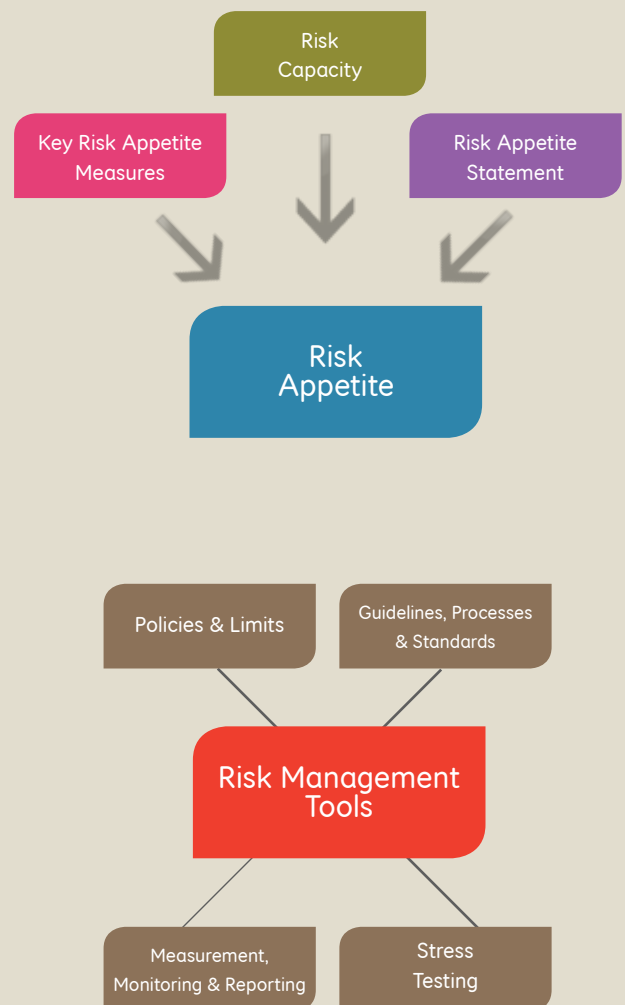 Risk
Capacity
Key Risk Appetite
Measures
Risk Appetite
Statement
Risk
Appetite
Policies & Limits
Guidelines, Processes
& Standards
Risk Management
Tools
Measurement,
Monitoring & Reporting
Stress
Testing